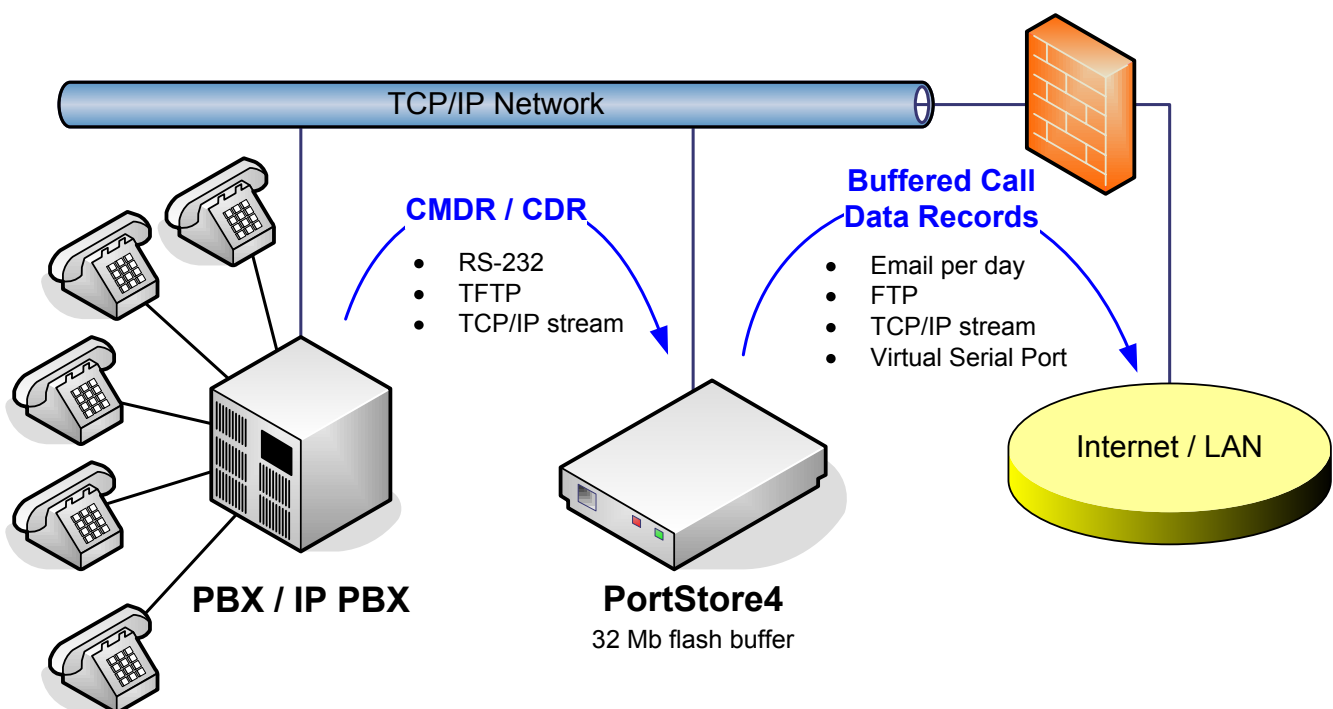 TCP/IP Network
CMDR / CDR
• RS-232
• TFTP
• TCP/IP stream
Buffered Call
Data Records
• Email per day
• FTP
• TCP/IP stream
• Virtual Serial Port
Internet / LAN
PBX / IP PBX
PortStore4
32 Mb flash buffer